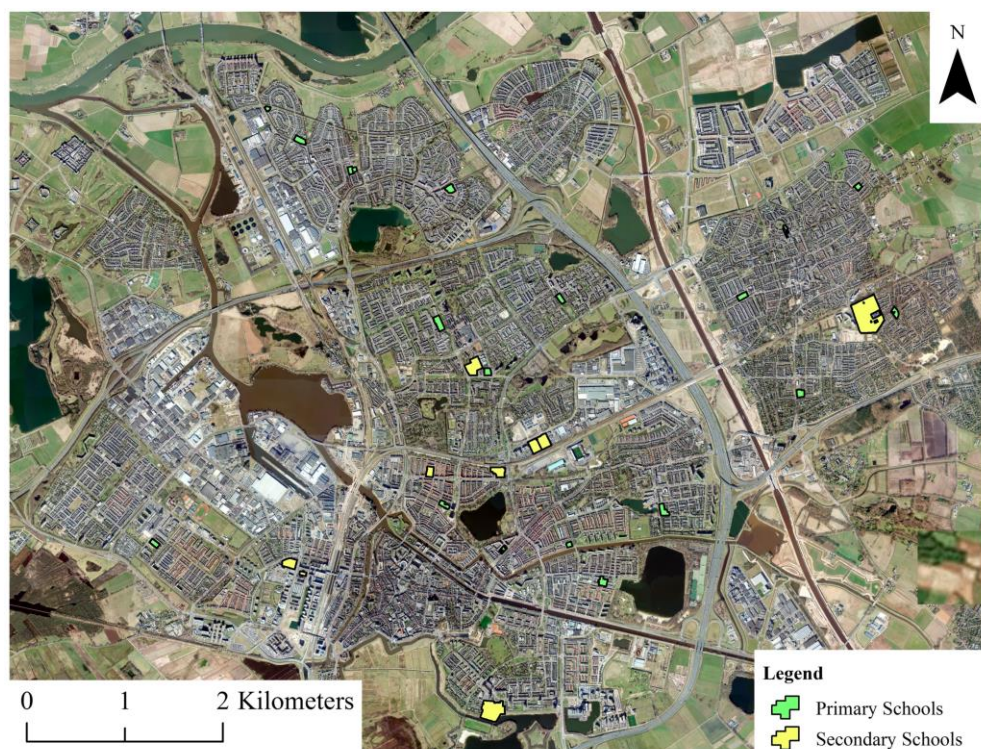 N
0 1 2 Kilometers
Legend
Primary Schools
Secondary Schools